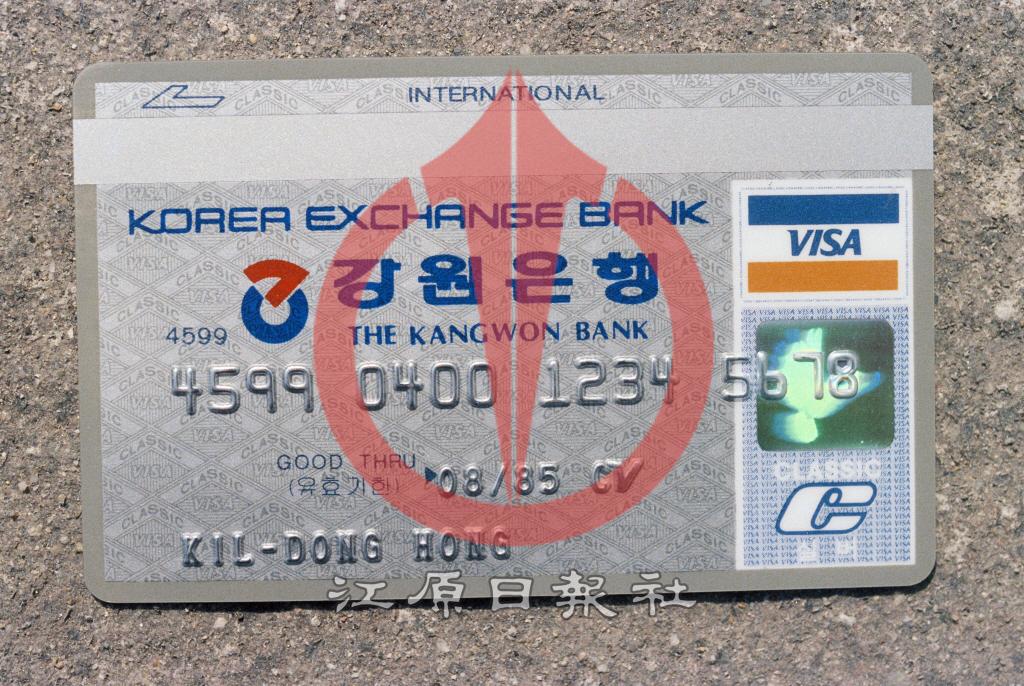 INTERNATIONAL
KOREA EXCHANGE BANK
VISA
강원은행
THE KANGWON BANK
4599
4599 0400 1234 5678
GOOD THRU
(유효기한)
08/85 CV
CLASSIC
KIL-DONG HONG
江原日報社